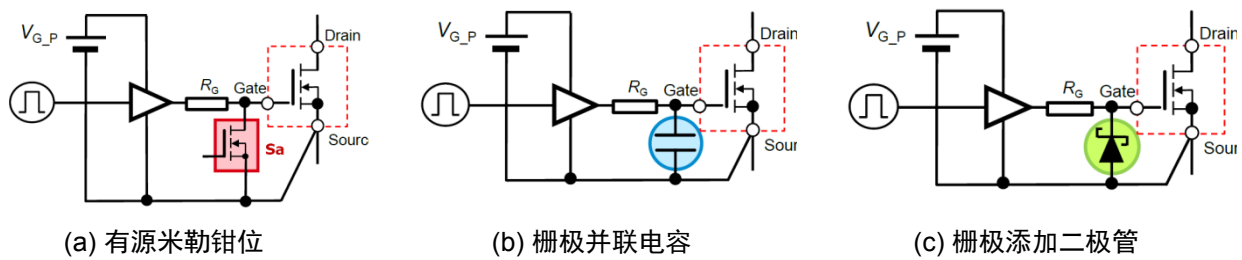 V_G_P
Drain
R_G
Gate
Sa
Sourc
(a) 有源米勒钳位
V_G_P
Drain
R_G
Gate
Sourc
(b) 栅极并联电容
V_G_P
Drain
R_G
Gate
Sourc
(c) 栅极添加二极管